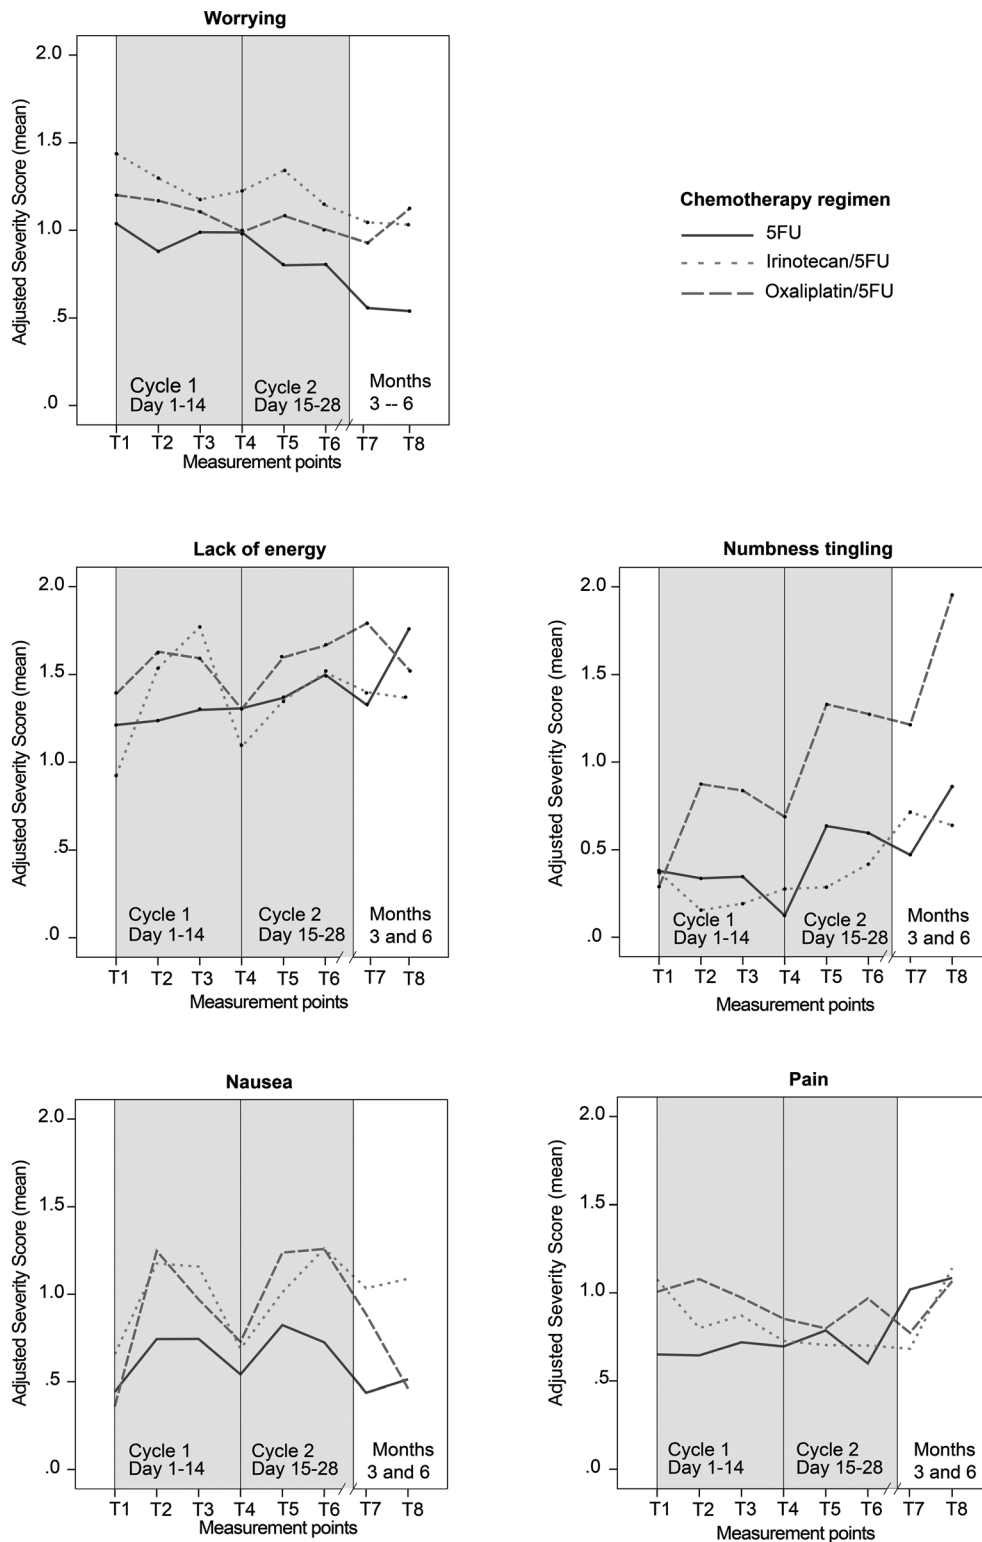 Worrying
Adjusted Severity Score (mean)
2.0
1.5
1.0
.5
.0
Cycle 1
Day 1-14
Cycle 2
Day 15-28
Months
3 -- 6
T1 T2 T3 T4 T5 T6 T7 T8
Measurement points
Chemotherapy regimen
5FU
Irinotecan/5FU
Oxaliplatin/5FU
Lack of energy
Adjusted Severity Score (mean)
2.0
1.5
1.0
.5
.0
Cycle 1
Day 1-14
Cycle 2
Day 15-28
Months
3 and 6
T1 T2 T3 T4 T5 T6 T7 T8
Measurement points
Numbness tingling
Adjusted Severity Score (mean)
2.0
1.5
1.0
0.5
.0
Cycle 1
Day 1-14
Cycle 2
Day 15-28
Months
3 and 6
T1 T2 T3 T4 T5 T6 T7 T8
Measurement points
Nausea
Adjusted Severity Score (mean)
2.0
1.5
1.0
.5
.0
Cycle 1
Day 1-14
Cycle 2
Day 15-28
Months
3 and 6
T1 T2 T3 T4 T5 T6 T7 T8
Measurement points
Pain
Adjusted Severity Score (mean)
2.0
1.5
1.0
.5
.0
Cycle 1
Day 1-14
Cycle 2
Day 15-28
Months
3 and 6
T1 T2 T3 T4 T5 T6 T7 T8
Measurement points